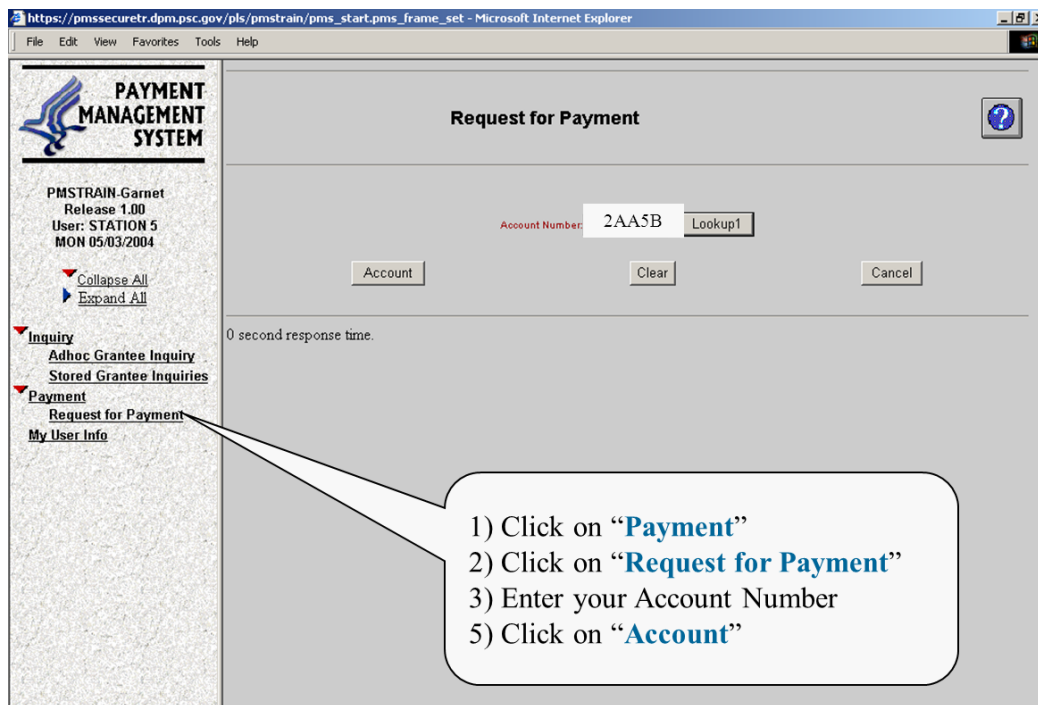 https://pmssecuretr.dpm.psc.gov/pls/pmstrain/pms_start.pms_frame_set - Microsoft Internet Explorer
File Edit View Favorites Tools Help
PAYMENT
MANAGEMENT
SYSTEM
PMSTRAIN-Garnet
Release 1.00
User: STATION 5
MON 05/03/2004
Collapse All
Expand All
Inquiry
Adhoc Grantee Inquiry
Stored Grantee Inquiries
Payment
Request for Payment
My User Info
Request for Payment
?
Account Number: 2AA5B Lookup1
Account Clear Cancel
0 second response time.
1) Click on “Payment”
2) Click on “Request for Payment”
3) Enter your Account Number
5) Click on “Account”